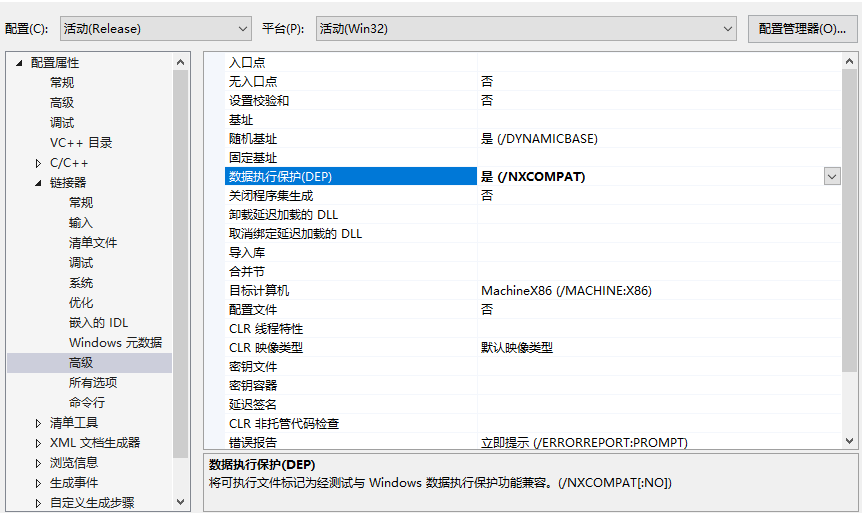 配置(C): 活动(Release) 平台(P): 活动(Win32) 配置管理器(O)...
配置属性
常规
高级
调试
VC++ 目录
C/C++
链接器
常规
输入
清单文件
调试
系统
优化
嵌入的 IDL
Windows 元数据
高级
所有选项
命令行
清单工具
XML 文档生成器
浏览信息
生成事件
自定义生成步骤
入口点
无入口点 否
设置校验和 否
基址
随机基址 是 (/DYNAMICBASE)
固定基址
数据执行保护(DEP) 是 (/NXCOMPAT)
关闭程序集生成 否
卸载延迟加载的 DLL
取消绑定延迟加载的 DLL
导入库
合并节
目标计算机 MachineX86 (/MACHINE:X86)
配置文件 否
CLR 线程特性
CLR 映像类型 默认映像类型
密钥文件
密钥容器
延迟签名
CLR 非托管代码检查
错误报告 立即提示 (/ERRORREPORT:PROMPT)
数据执行保护(DEP)
将可执行文件标记为经测试与 Windows 数据执行保护功能兼容。(/NXCOMPAT[:NO])